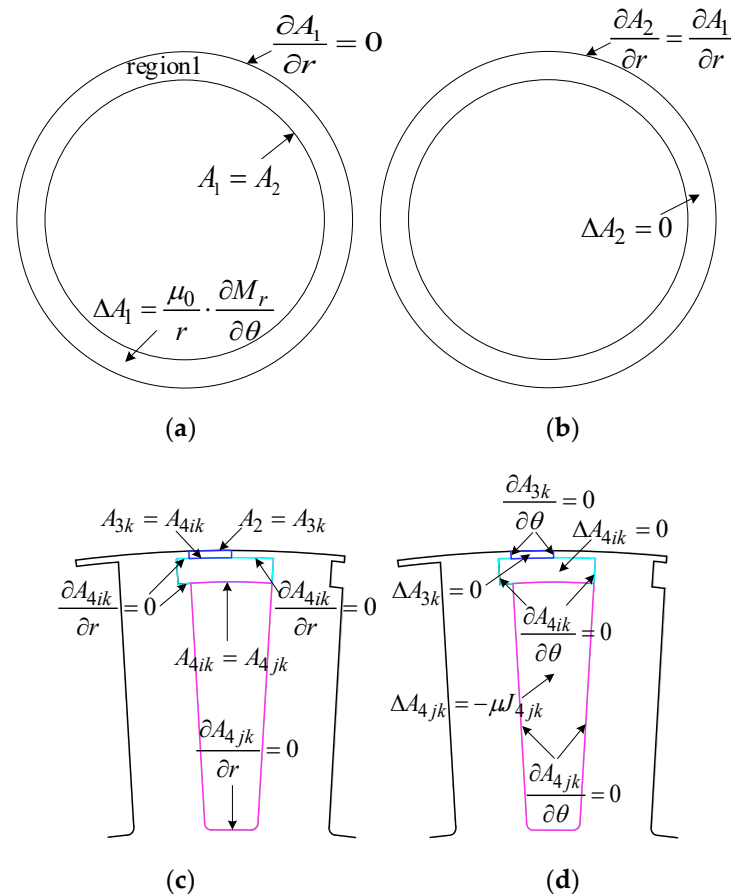 ∂A₁/∂r = 0
region1
A₁ = A₂
ΔA₁ = μ₀/r · ∂Mᵣ/∂θ
(a)
∂A₂/∂r = ∂A₁/∂r
ΔA₂ = 0
(b)
A₃ₖ = A₄ᵢₖ
A₂ = A₃ₖ
∂A₄ᵢₖ/∂r = 0
∂A₄ᵢₖ/∂r = 0
A₄ᵢₖ = A₄ⱼₖ
∂A₄ⱼₖ/∂r = 0
(c)
∂A₃ₖ/∂θ = 0
ΔA₄ᵢₖ = 0
ΔA₃ₖ = 0
∂A₄ᵢₖ/∂θ = 0
ΔA₄ⱼₖ = −μJ₄ⱼₖ
∂A₄ⱼₖ/∂θ = 0
(d)